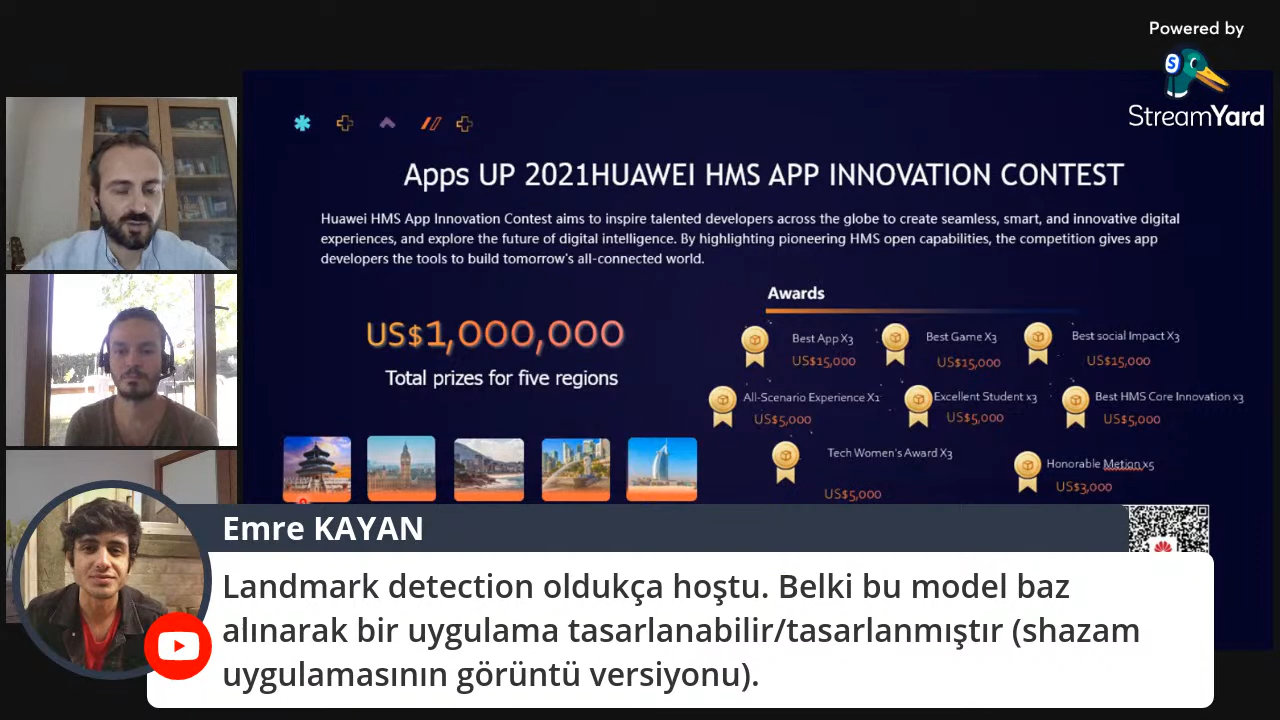 Powered by
StreamYard
Apps UP 2021HUAWEI HMS APP INNOVATION CONTEST
Huawei HMS App Innovation Contest aims to inspire talented developers across the globe to create seamless, smart, and innovative digital
experiences, and explore the future of digital intelligence. By highlighting pioneering HMS open capabilities, the competition gives app
developers the tools to build tomorrow's all-connected world.
US$1,000,000
Total prizes for five regions
Awards
Best App X3
US$15,000
Best Game X3
US$15,000
Best social Impact X3
US$15,000
All-Scenario Experience X1
US$5,000
Excellent Student x3
US$5,000
Best HMS Core Innovation x3
US$5,000
Tech Women's Award X3
US$5,000
Honorable Metion x5
US$3,000
Emre KAYAN
Landmark detection oldukça hoştu. Belki bu model baz
alınarak bir uygulama tasarlanabilir/tasarlanmıştır (shazam
uygulamasının görüntü versiyonu).